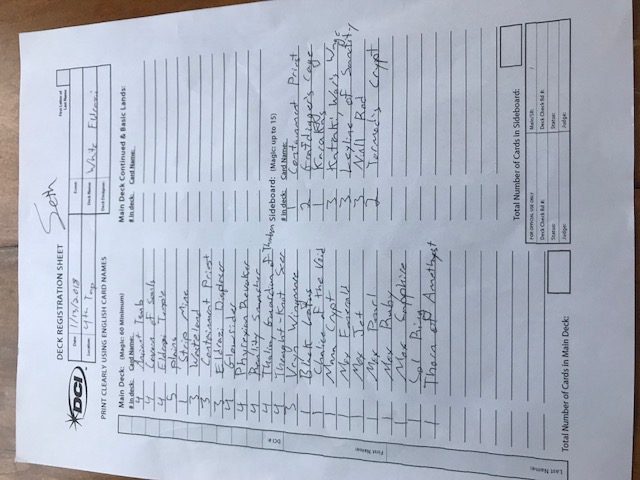 Seth
DECK REGISTRATION SHEET
First Letter of
Last Name
DCI
Date: 1/13/2018
Event:
Location: 4th Tap
Deck Name: White Eldrazi
Deck Designer:
PRINT CLEARLY USING ENGLISH CARD NAMES
Main Deck: (Magic: 60 Minimum)
# in deck: Card Name:
4 Ancient Tomb
4 Cavern of Souls
4 Eldrazi Temple
5 Plains
1 Strip Mine
3 Wasteland
3 Containment Priest
3 Eldrazi Displacer
4 Glowrider
4 Phyrexian Revoker
4 Reality Smasher
4 Thalia, Guardian of Thraben
4 Thought-Knot Seer
3 Vryn Wingmare
1 Black Lotus
1 Chalice of the Void
1 Mana Crypt
1 Mox Emerald
1 Mox Jet
1 Mox Pearl
1 Mox Ruby
1 Mox Sapphire
1 Sol Ring
1 Thorn of Amethyst
Total Number of Cards in Main Deck:
Main Deck Continued & Basic Lands:
# in deck: Card Name:
Sideboard: (Magic: up to 15)
# in deck: Card Name:
1 Containment Priest
2 Grafdigger's Cage
1 Karakas
3 Kataki, War's Wage
3 Leyline of Sanctity
3 Null Rod
2 Tormod's Crypt
Total Number of Cards in Sideboard:
FOR OFFICIAL USE ONLY
Main/SB: /
Deck Check Rd #:
Deck Check Rd #:
Status:
Status:
Judge:
Judge:
DCI #:
First Name:
Last Name: